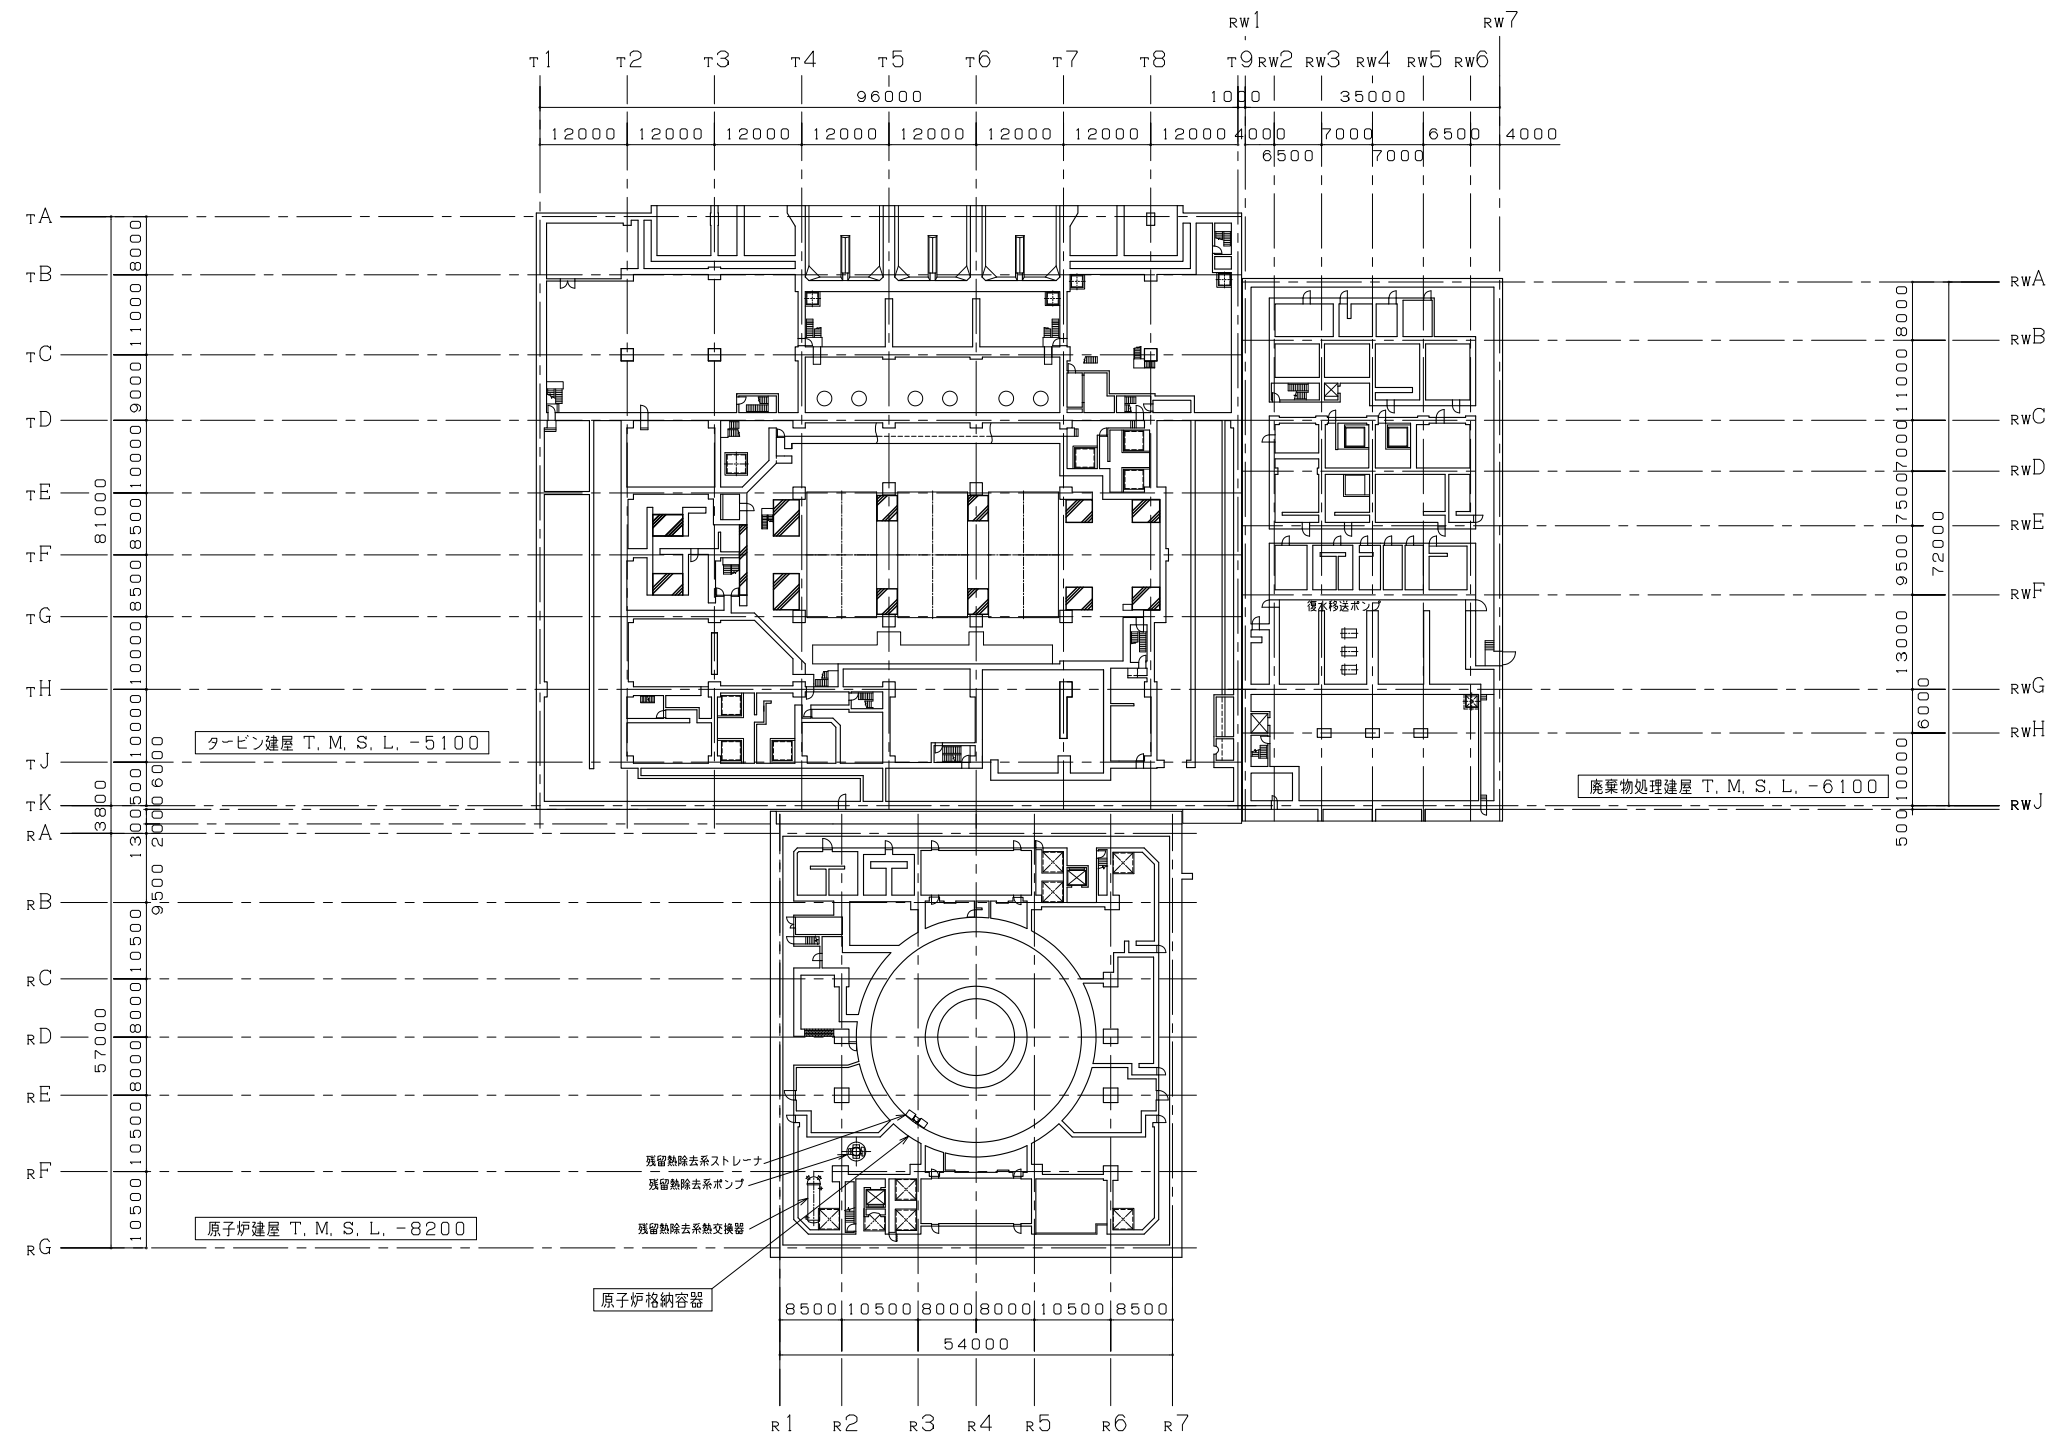 RW1 RW7
T1 T2 T3 T4 T5 T6 T7 T8 T9 RW2 RW3 RW4 RW5 RW6
96000 1000 35000
12000 12000 12000 12000 12000 12000 12000 12000 4000 7000 6500 4000
6500 7000
TA
8000
TB
11000
TC
9000
TD
10000
TE
8500
TF
8500
TG
10000
TH
10000
TJ
6000
TK
81000
3800
500
1300
2000
RA
9500
RB
10500
RC
8000
RD
8000
RE
10500
RF
10500
RG
57000
RWA
8000
RWB
11000
RWC
7000
RWD
7500
RWE
9500
RWF
13000
RWG
6000
RWH
10000
RWJ
500
72000
復水移送ポンプ
タービン建屋 T. M. S. L. -5100
廃棄物処理建屋 T. M. S. L. -6100
残留熱除去系ストレーナ
残留熱除去系ポンプ
残留熱除去系熱交換器
原子炉建屋 T. M. S. L. -8200
原子炉格納容器
8500 10500 8000 8000 10500 8500
54000
R1 R2 R3 R4 R5 R6 R7